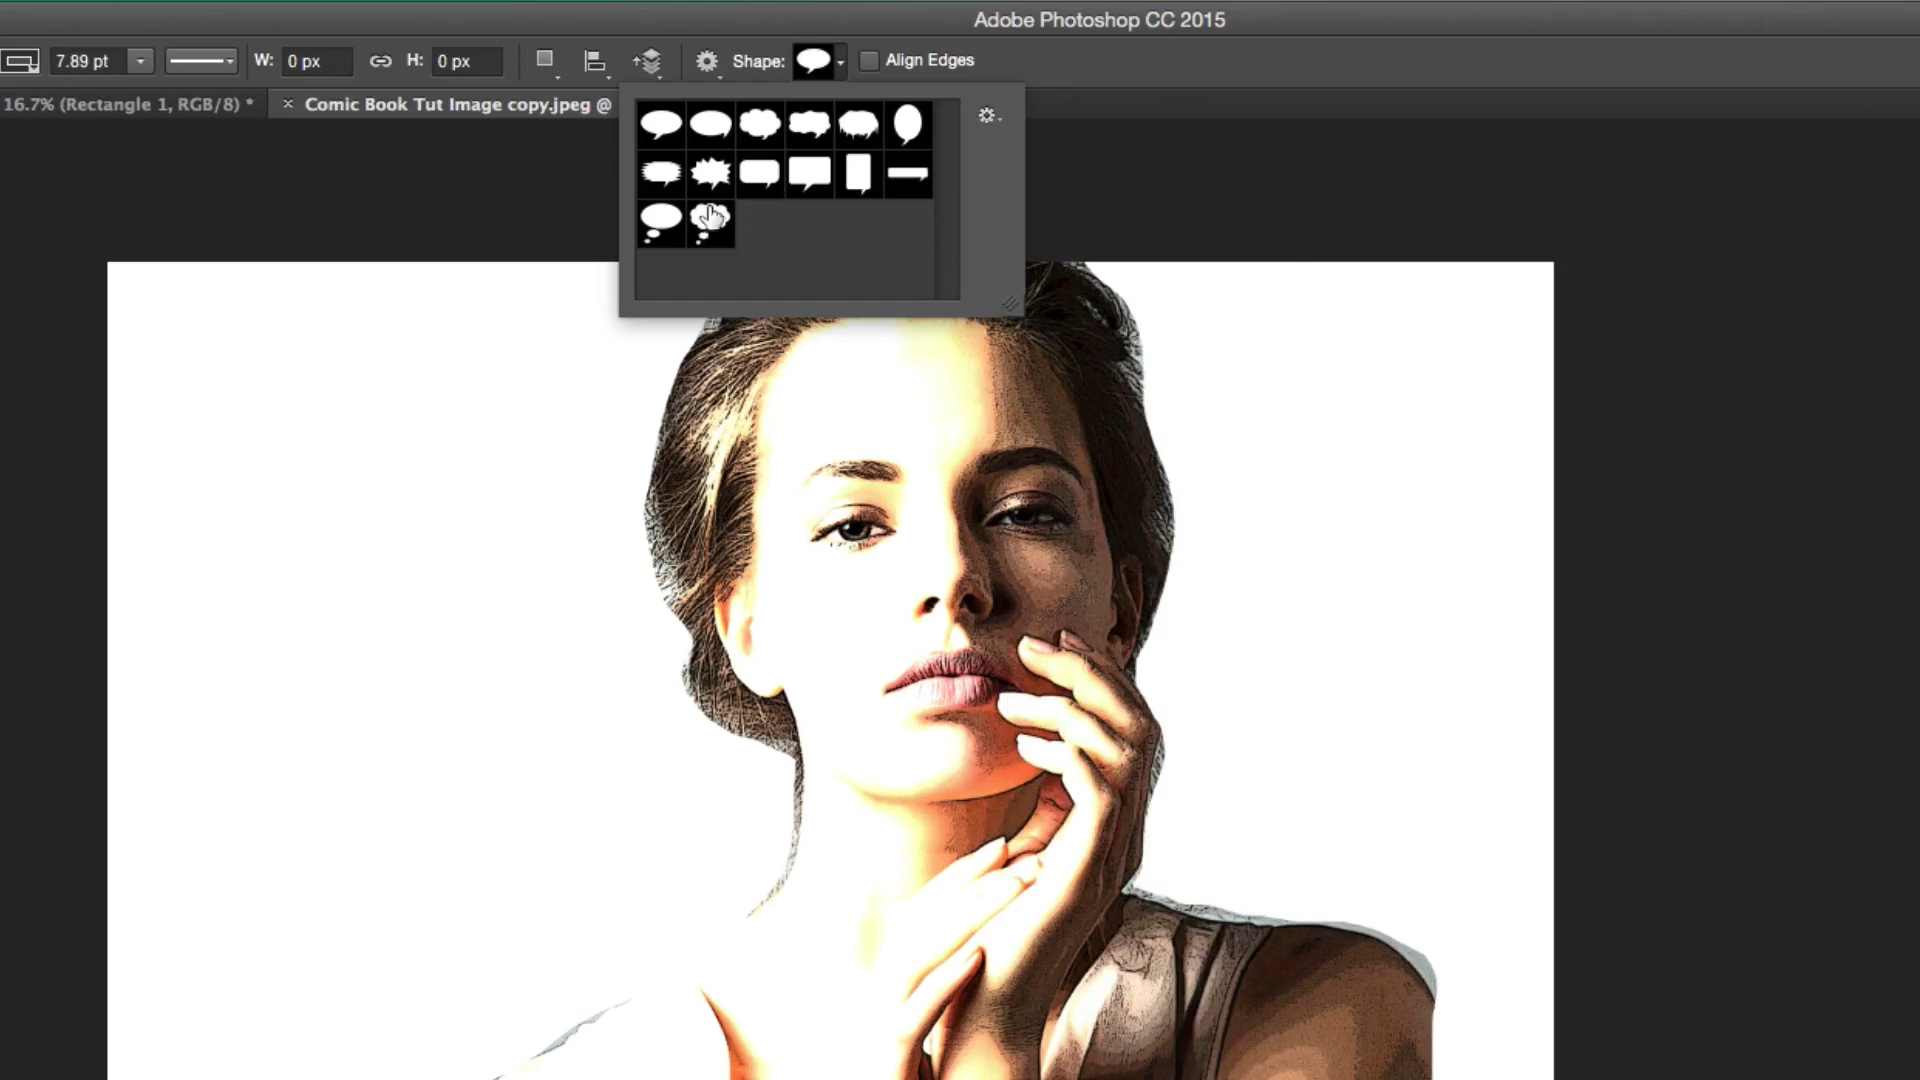 Adobe Photoshop CC 2015
7.89 pt W: 0 px H: 0 px Shape: Align Edges
16.7% (Rectangle 1, RGB/8) * × Comic Book Tut Image copy.jpeg @